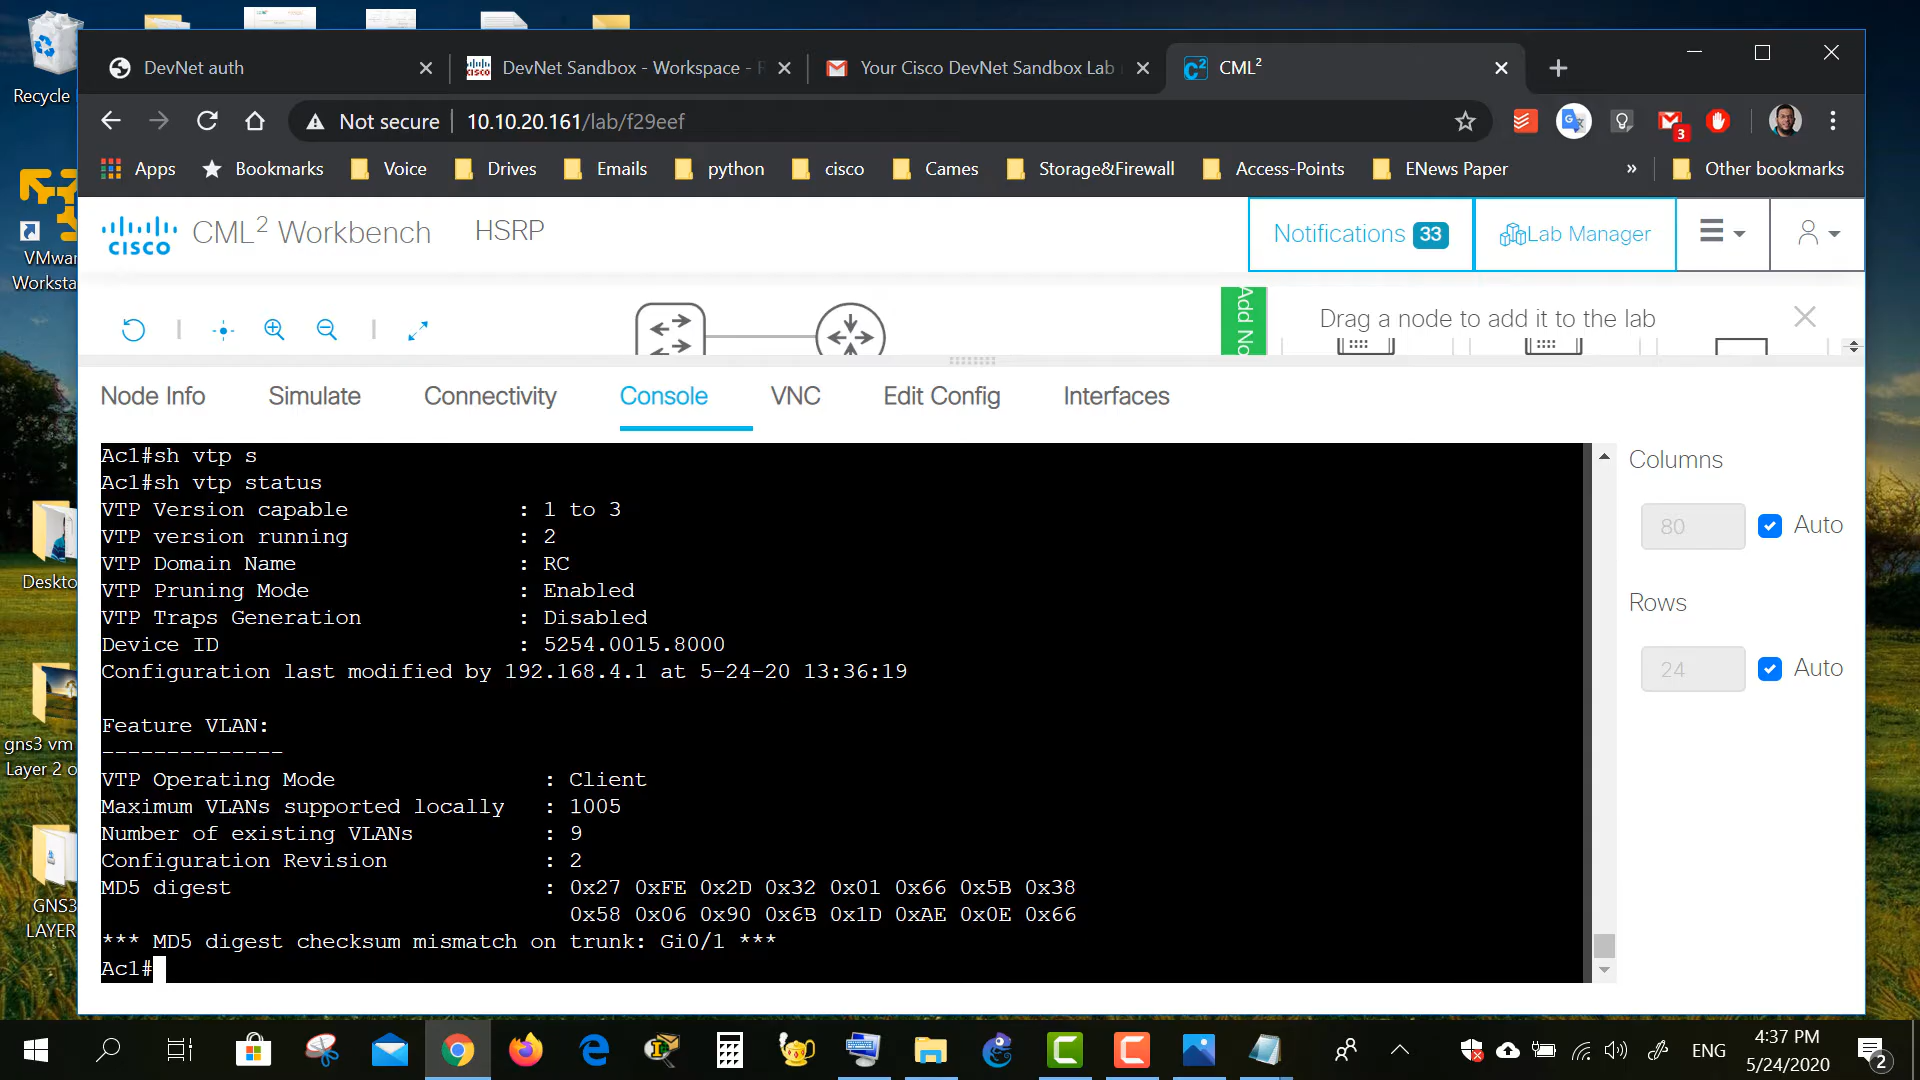 DevNet auth
DevNet Sandbox - Workspace -
Your Cisco DevNet Sandbox Lab
CML²
Not secure 10.10.20.161/lab/f29eef
3
Apps Bookmarks Voice Drives Emails python cisco Cames Storage&Firewall Access-Points ENews Paper » Other bookmarks
CISCO CML² Workbench HSRP
Notifications 33
Lab Manager
Drag a node to add it to the lab
Node Info Simulate Connectivity Console VNC Edit Config Interfaces
Ac1#sh vtp s
Ac1#sh vtp status
VTP Version capable : 1 to 3
VTP version running : 2
VTP Domain Name : RC
VTP Pruning Mode : Enabled
VTP Traps Generation : Disabled
Device ID : 5254.0015.8000
Configuration last modified by 192.168.4.1 at 5-24-20 13:36:19
Feature VLAN:
--------------
VTP Operating Mode : Client
Maximum VLANs supported locally : 1005
Number of existing VLANs : 9
Configuration Revision : 2
MD5 digest : 0x27 0xFE 0x2D 0x32 0x01 0x66 0x5B 0x38
0x58 0x06 0x90 0x6B 0x1D 0xAE 0x0E 0x66
*** MD5 digest checksum mismatch on trunk: Gi0/1 ***
Ac1#
Columns
80 Auto
Rows
24 Auto
Recycle
VMwar
Worksta
Deskto
gns3 vm
Layer 2 o
GNS3
LAYER
ENG
4:37 PM
5/24/2020
2